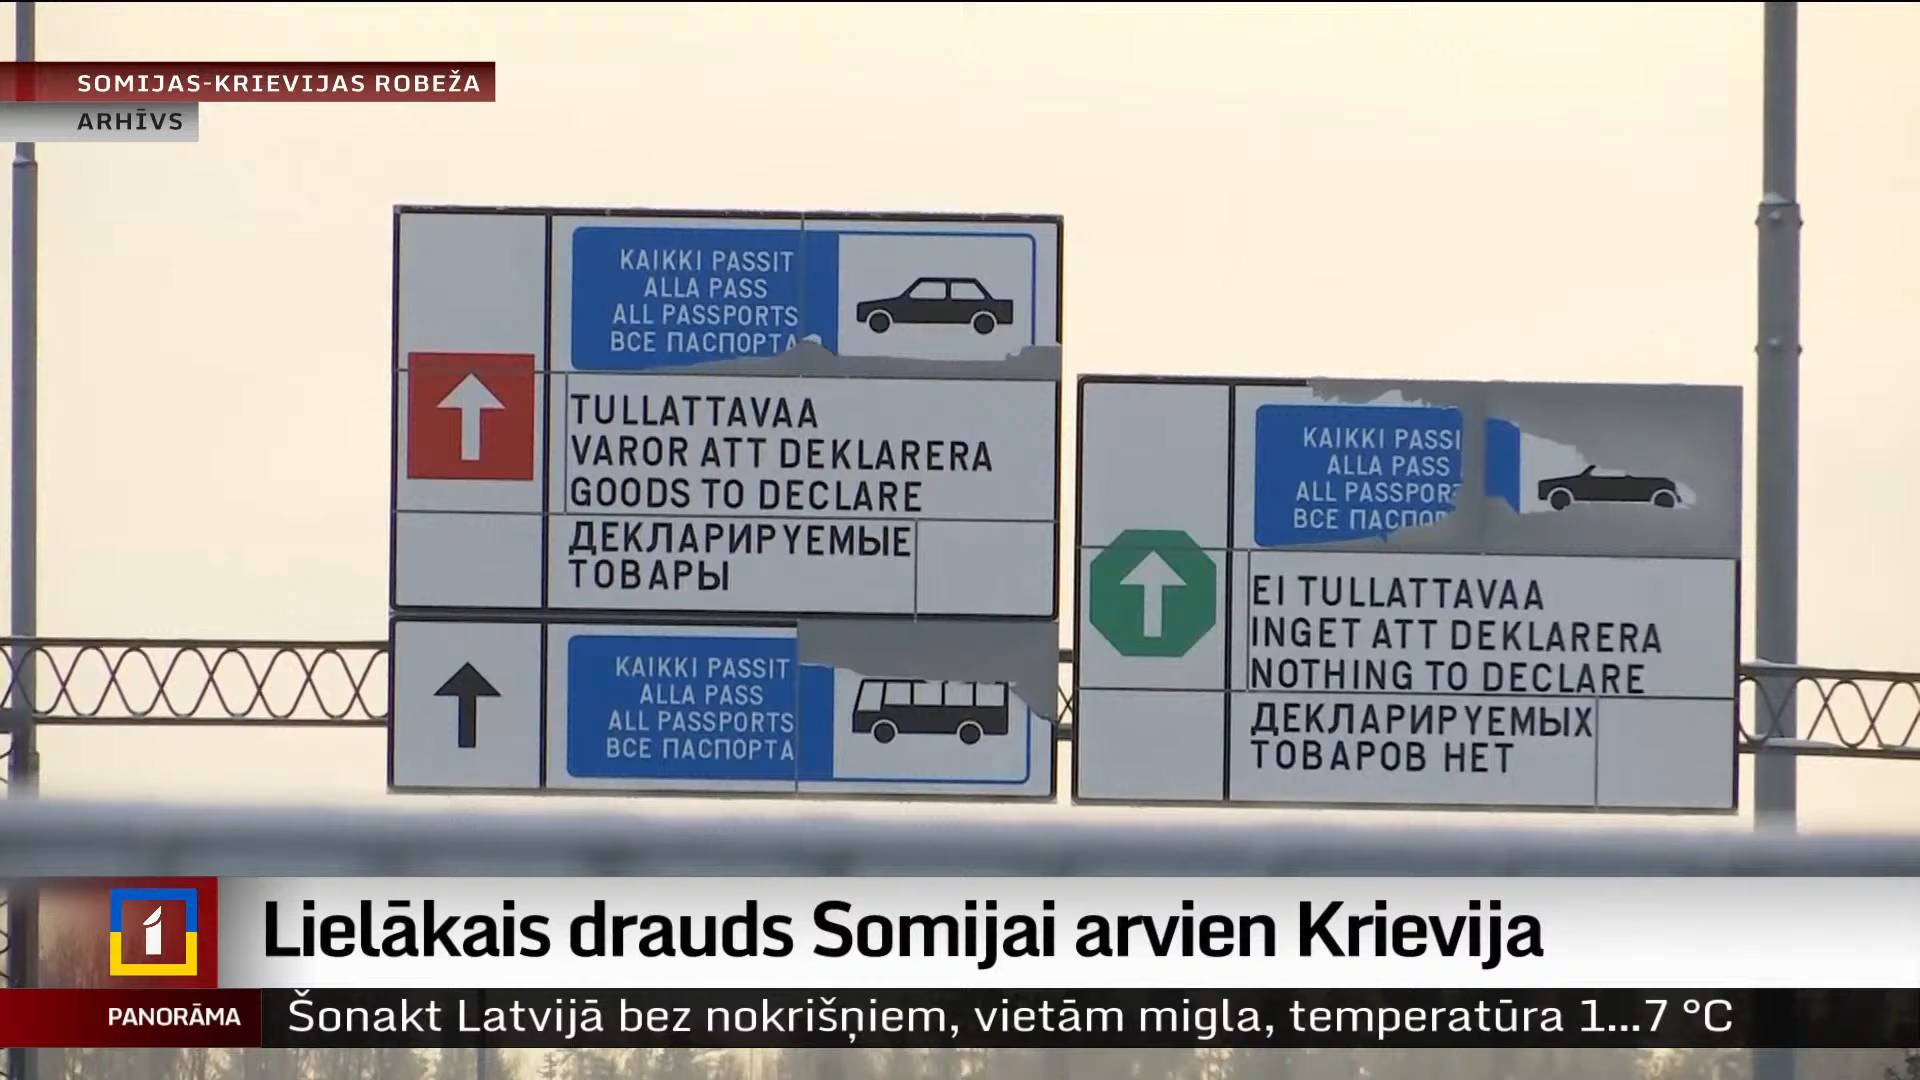 SOMIJAS-KRIEVIJAS ROBEŽA
ARHĪVS
KAIKKI PASSIT
ALLA PASS
ALL PASSPORTS
ВСЕ ПАСПОРТА
TULLATTAVAA
VAROR ATT DEKLARERA
GOODS TO DECLARE
ДЕКЛАРИРУЕМЫЕ
ТОВАРЫ
KAIKKI PASSIT
ALLA PASS
ALL PASSPORTS
ВСЕ ПАСПОРТА
KAIKKI PASSI
ALLA PASS
ALL PASSPOR
ВСЕ ПАСПО
EI TULLATTAVAA
INGET ATT DEKLARERA
NOTHING TO DECLARE
ДЕКЛАРИРУЕМЫХ
ТОВАРОВ НЕТ
1
Lielākais drauds Somijai arvien Krievija
PANORĀMA
Šonakt Latvijā bez nokrišņiem, vietām migla, temperatūra 1...7 °C